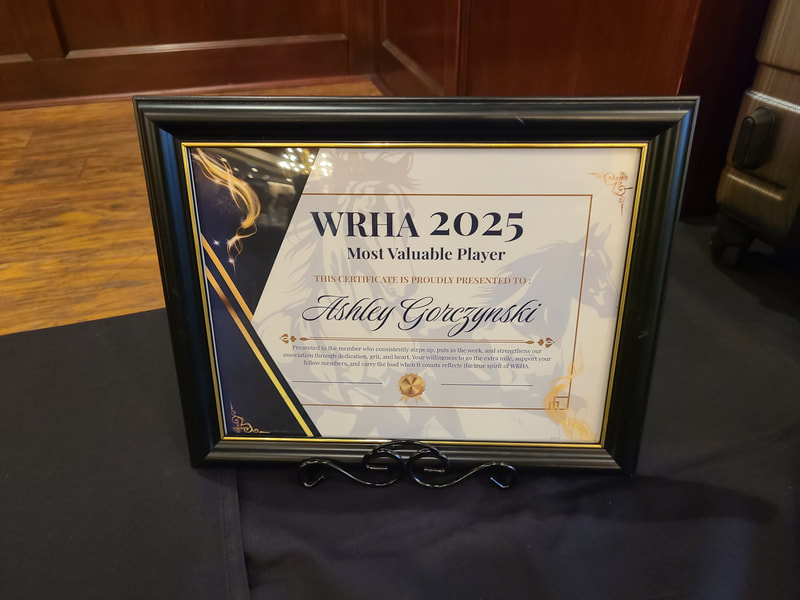 WRHA 2025
Most Valuable Player
THIS CERTIFICATE IS PROUDLY PRESENTED TO :
Ashley Gorczynski
Presented to the member who consistently steps up, puts in the work, and strengthens our
association through dedication, grit, and heart. Your willingness to go the extra mile, support your
fellow members, and carry the load when it counts reflects the true spirit of WRHA.